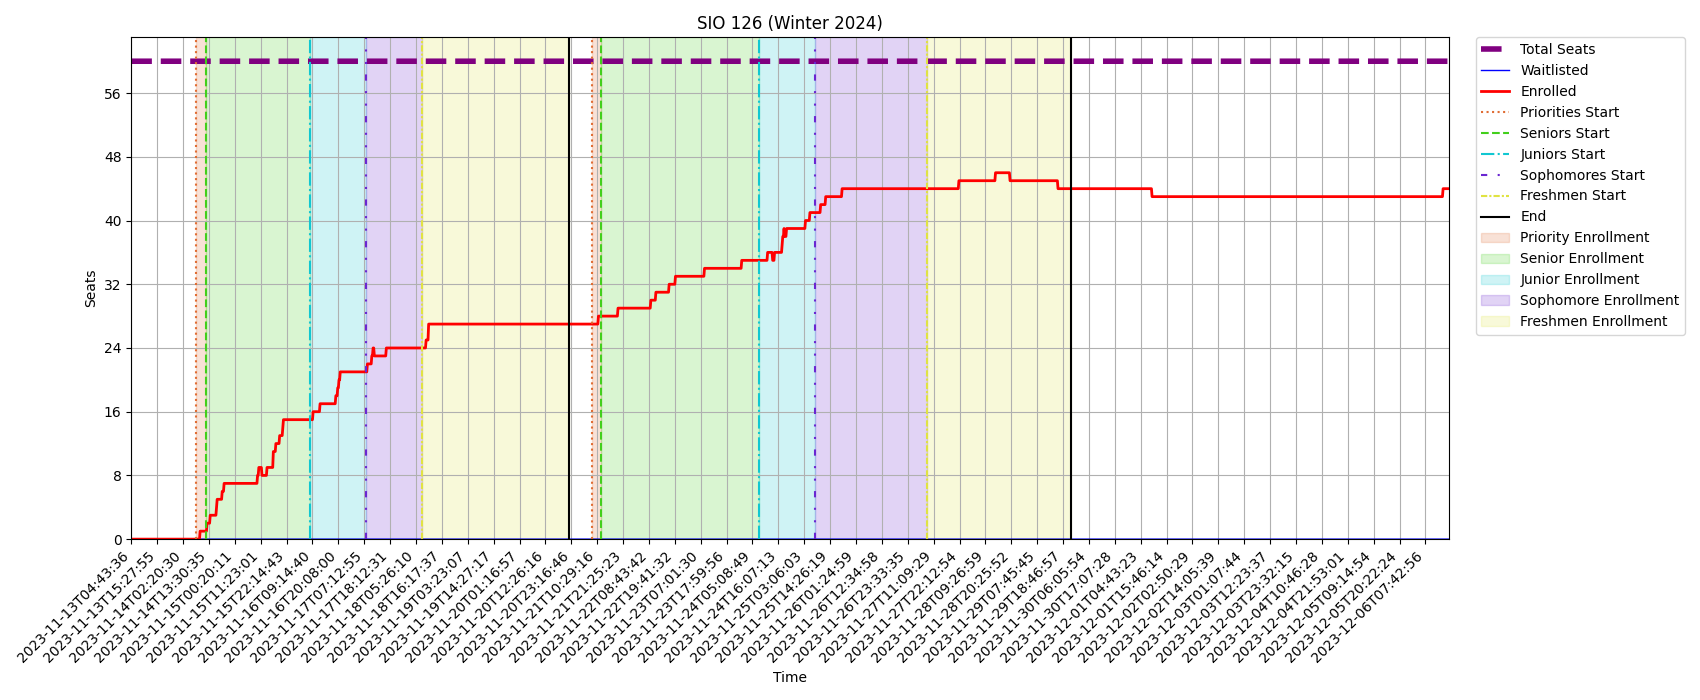 SIO 126 (Winter 2024)
Seats
56
48
40
32
24
16
8
0
2023-11-13T04:43:36
2023-11-13T15:27:55
2023-11-14T02:20:30
2023-11-14T13:30:35
2023-11-15T00:20:11
2023-11-15T11:23:01
2023-11-15T22:14:43
2023-11-16T09:14:40
2023-11-16T20:08:00
2023-11-17T07:12:55
2023-11-17T18:12:31
2023-11-18T05:26:10
2023-11-18T16:17:37
2023-11-19T03:23:07
2023-11-19T14:27:17
2023-11-20T01:16:57
2023-11-20T12:26:16
2023-11-20T23:16:46
2023-11-21T10:29:16
2023-11-21T21:25:23
2023-11-22T08:43:42
2023-11-22T19:41:32
2023-11-23T07:01:30
2023-11-23T17:59:56
2023-11-24T05:08:49
2023-11-24T16:07:13
2023-11-25T03:06:03
2023-11-25T14:26:19
2023-11-26T01:24:59
2023-11-26T12:34:58
2023-11-26T23:33:35
2023-11-27T11:09:29
2023-11-27T22:12:54
2023-11-28T09:26:59
2023-11-28T20:25:52
2023-11-29T07:45:45
2023-11-29T18:46:57
2023-11-30T06:05:54
2023-11-30T17:07:28
2023-12-01T04:43:23
2023-12-01T15:46:14
2023-12-02T02:50:29
2023-12-02T14:05:39
2023-12-03T01:07:44
2023-12-03T12:23:37
2023-12-03T23:32:15
2023-12-04T10:46:28
2023-12-04T21:53:01
2023-12-05T09:14:54
2023-12-05T20:22:24
2023-12-06T07:42:56
Time
Total Seats
Waitlisted
Enrolled
Priorities Start
Seniors Start
Juniors Start
Sophomores Start
Freshmen Start
End
Priority Enrollment
Senior Enrollment
Junior Enrollment
Sophomore Enrollment
Freshmen Enrollment